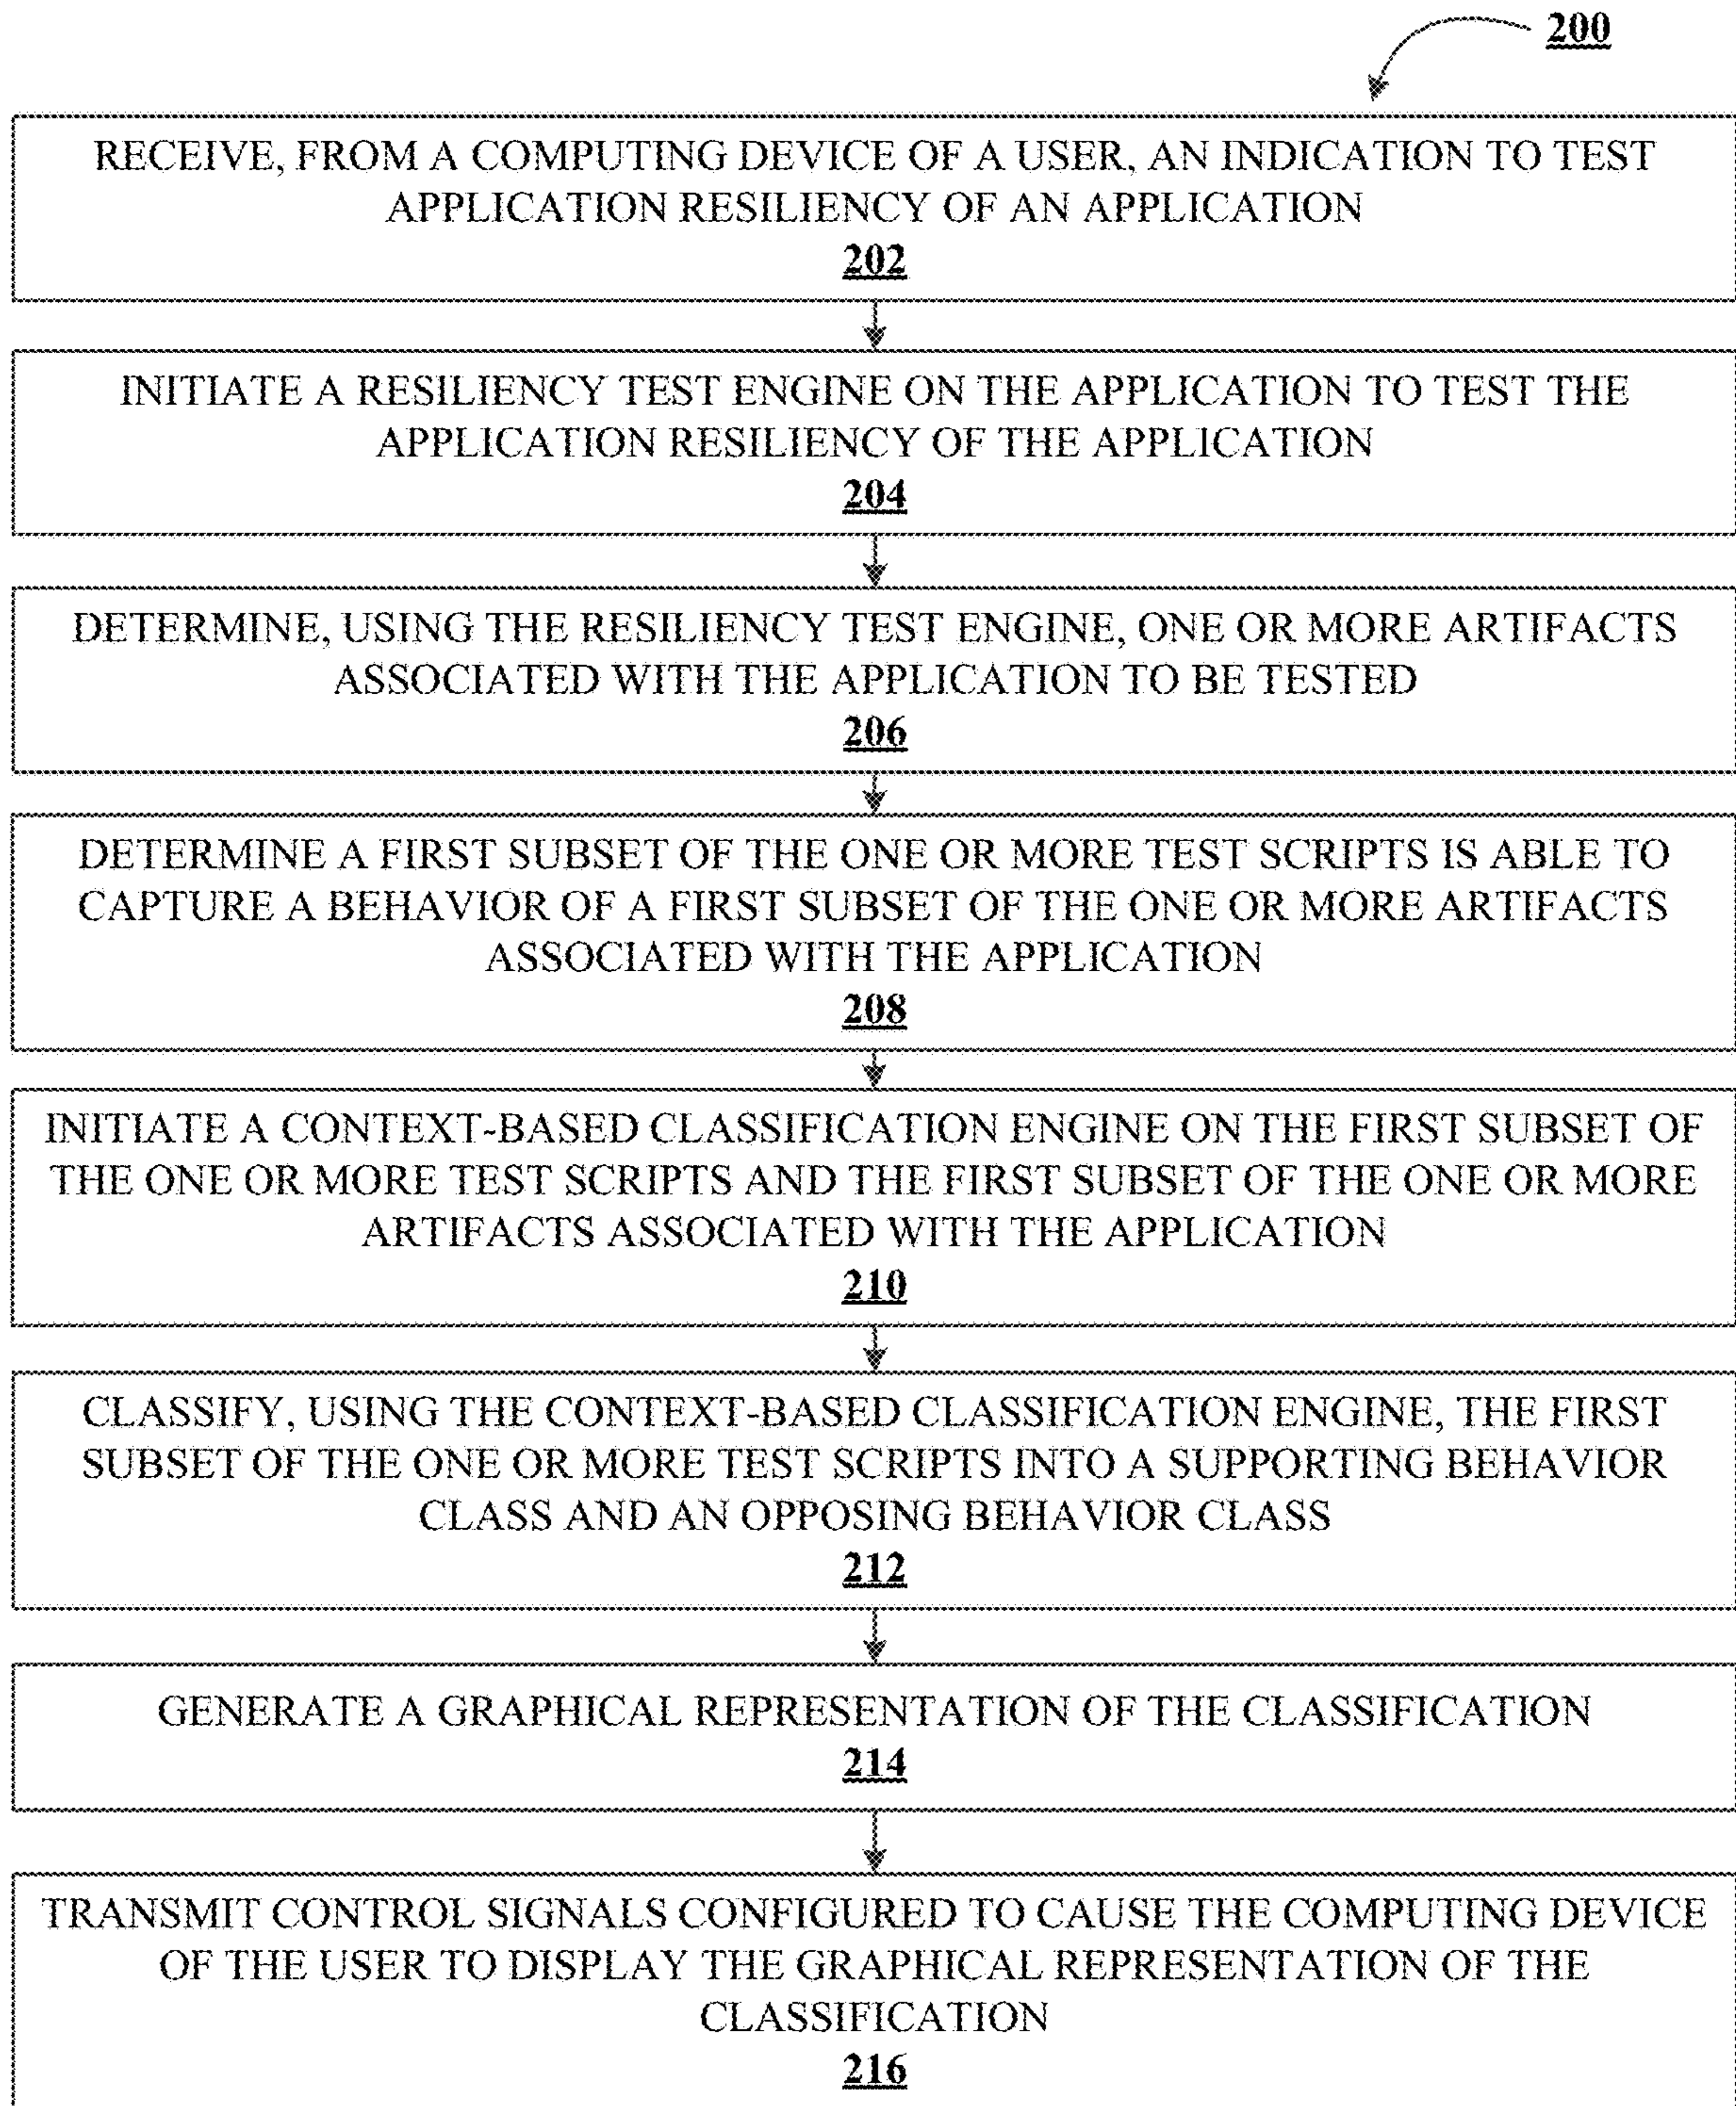 200
RECEIVE, FROM A COMPUTING DEVICE OF A USER, AN INDICATION TO TEST
APPLICATION RESILIENCY OF AN APPLICATION
202
INITIATE A RESILIENCY TEST ENGINE ON THE APPLICATION TO TEST THE
APPLICATION RESILIENCY OF THE APPLICATION
204
DETERMINE, USING THE RESILIENCY TEST ENGINE, ONE OR MORE ARTIFACTS
ASSOCIATED WITH THE APPLICATION TO BE TESTED
206
DETERMINE A FIRST SUBSET OF THE ONE OR MORE TEST SCRIPTS IS ABLE TO
CAPTURE A BEHAVIOR OF A FIRST SUBSET OF THE ONE OR MORE ARTIFACTS
ASSOCIATED WITH THE APPLICATION
208
INITIATE A CONTEXT-BASED CLASSIFICATION ENGINE ON THE FIRST SUBSET OF
THE ONE OR MORE TEST SCRIPTS AND THE FIRST SUBSET OF THE ONE OR MORE
ARTIFACTS ASSOCIATED WITH THE APPLICATION
210
CLASSIFY, USING THE CONTEXT-BASED CLASSIFICATION ENGINE, THE FIRST
SUBSET OF THE ONE OR MORE TEST SCRIPTS INTO A SUPPORTING BEHAVIOR
CLASS AND AN OPPOSING BEHAVIOR CLASS
212
GENERATE A GRAPHICAL REPRESENTATION OF THE CLASSIFICATION
214
TRANSMIT CONTROL SIGNALS CONFIGURED TO CAUSE THE COMPUTING DEVICE
OF THE USER TO DISPLAY THE GRAPHICAL REPRESENTATION OF THE
CLASSIFICATION
216